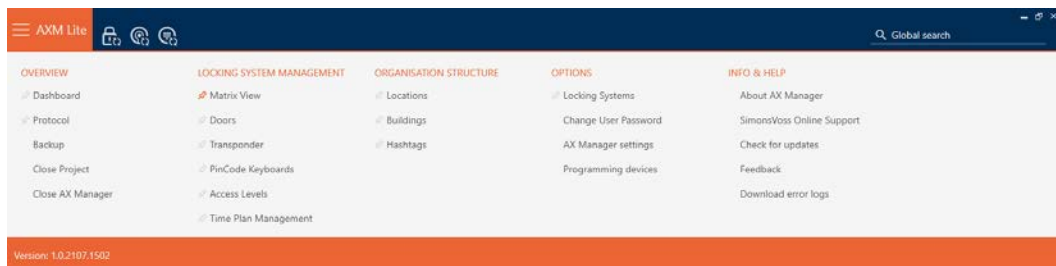 AXM Lite
Global search
OVERVIEW
Dashboard
Protocol
Backup
Close Project
Close AX Manager
LOCKING SYSTEM MANAGEMENT
Matrix View
Doors
Transponder
PinCode Keyboards
Access Levels
Time Plan Management
ORGANISATION STRUCTURE
Locations
Buildings
Hashtags
OPTIONS
Locking Systems
Change User Password
AX Manager settings
Programming devices
INFO & HELP
About AX Manager
SimonsVoss Online Support
Check for updates
Feedback
Download error logs
Version: 1.0.2107.1502